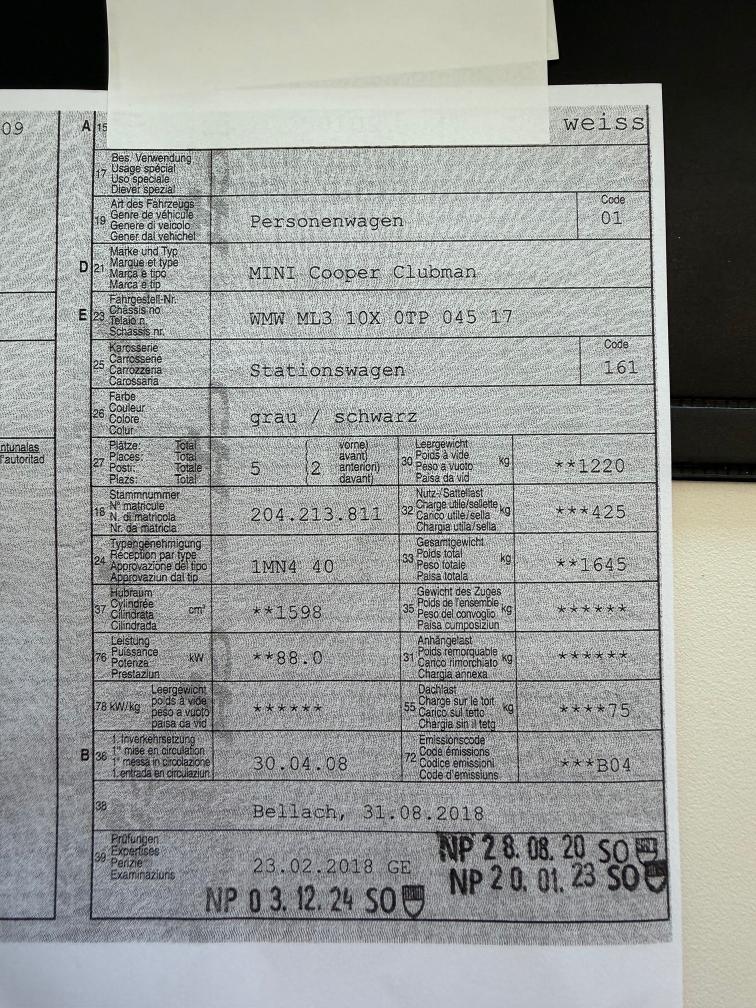 09
A 15 weiss
17 Bes. Verwendung
Usage spécial
Uso speciale
Diever spezial
19 Art des Fahrzeugs
Genre de véhicule
Genere di veicolo
Gener dal vehichel
Personenwagen
Code
01
D 21 Marke und Typ
Marque et type
Marca e tipo
Marca e tip
MINI Cooper Clubman
E 23 Fahrgestell-Nr.
Châssis no
Telaio n.
Schassis nr.
WMW ML3 10X 0TP 045 17
25 Karosserie
Carrosserie
Carrozzeria
Carossaria
Stationswagen
Code
161
26 Farbe
Couleur
Colore
Colur
grau / schwarz
27 Plätze: Total
Places: Total
Posti: Totale
Plazs: Total
5 ( 2 vorne)
avant)
anteriori)
davant)
30 Leergewicht
Poids à vide
Peso a vuoto
Paisa da vid
kg
**1220
18 Stammnummer
N° matricule
N. di matricola
Nr. da matricla
204.213.811
32 Nutz-/Sattellast
Charge utile/sellette
Carico utile/sella
Chargia utila/sella
kg
***425
24 Typengenehmigung
Réception par type
Approvazione del tipo
Approvaziun dal tip
1MN4 40
33 Gesamtgewicht
Poids total
Peso totale
Paisa totala
kg
**1645
37 Hubraum
Cylindrée
Cilindrata
Cilindrada
cm³
**1598
35 Gewicht des Zuges
Poids de l'ensemble
Peso del convoglio
Paisa cumposiziun
kg
******
76 Leistung
Puissance
Potenza
Prestaziun
kW
**88.0
31 Anhängelast
Poids remorquable
Carico rimorchiato
Chargia annexa
kg
******
78 kW/kg Leergewicht
poids à vide
peso a vuoto
paisa da vid
******
55 Dachlast
Charge sur le toit
Carico sul tetto
Chargia sin il tetg
kg
****75
B 36 1. Inverkehrsetzung
1re mise en circulation
1a messa in circolazione
1. entrada en circulaziun
30.04.08
72 Emissionscode
Code émissions
Codice emissioni
Code d'emissiuns
***B04
38
Bellach, 31.08.2018
39 Prüfungen
Expertises
Perizie
Examinaziuns
23.02.2018 GE
NP 28.08.20 SO
NP 20.01.23 SO
NP 03.12.24 SO
l'autoritad